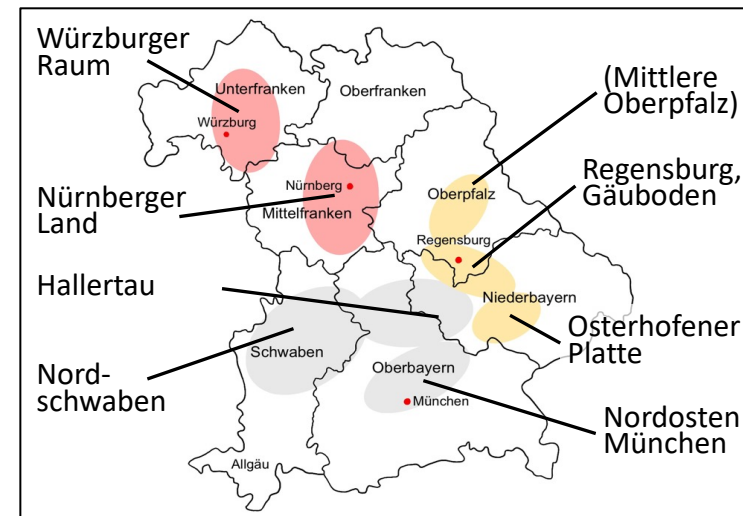 Würzburger
Raum
Unterfranken
Oberfranken
(Mittlere
Oberpfalz)
Würzburg
Regensburg,
Gäuboden
Nürnberger
Land
Nürnberg
Mittelfranken
Oberpfalz
Regensburg
Hallertau
Niederbayern
Osterhofener
Platte
Nord-
schwaben
Schwaben
Oberbayern
München
Nordosten
München
Allgäu